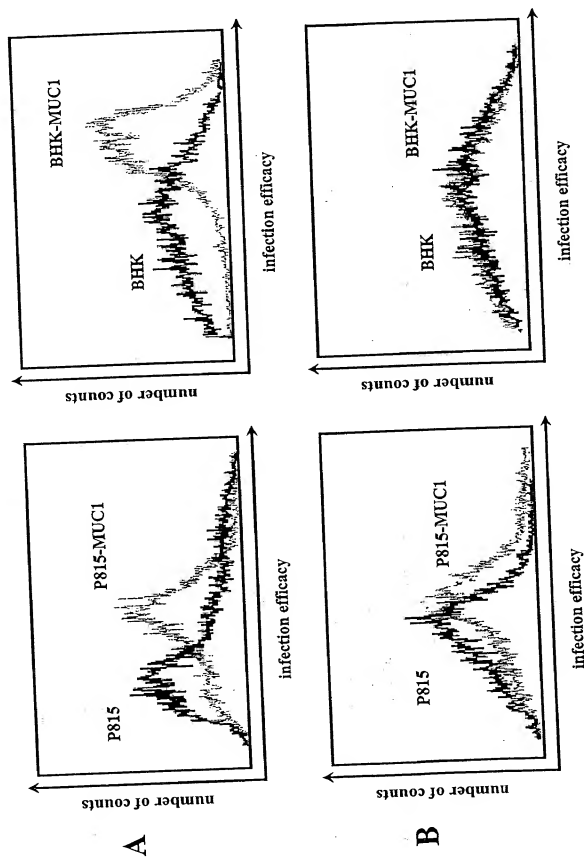 A
number of counts
P815
P815-MUC1
infection efficacy
number of counts
BHK
BHK-MUC1
infection efficacy
B
number of counts
P815
P815-MUC1
infection efficacy
number of counts
BHK
BHK-MUC1
infection efficacy